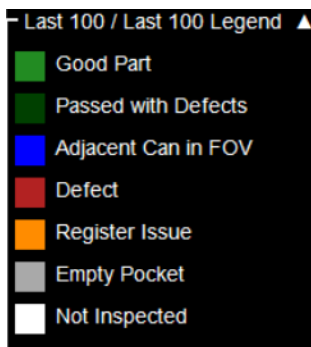 Last 100 / Last 100 Legend ▲
Good Part
Passed with Defects
Adjacent Can in FOV
Defect
Register Issue
Empty Pocket
Not Inspected